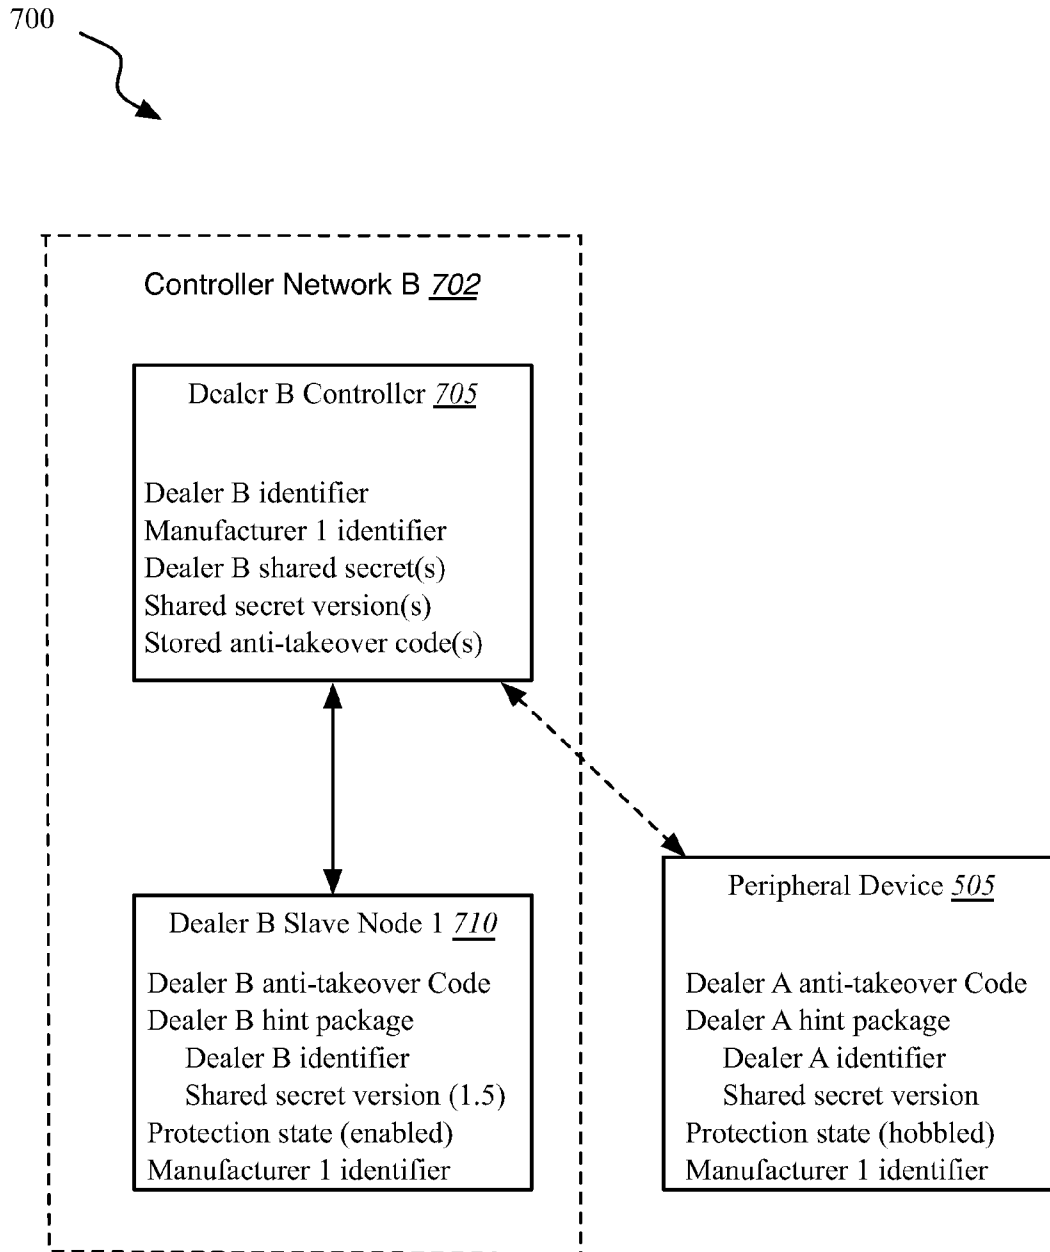 700
Controller Network B 702
Dealer B Controller 705
Dealer B identifier
Manufacturer 1 identifier
Dealer B shared secret(s)
Shared secret version(s)
Stored anti-takeover code(s)
Dealer B Slave Node 1 710
Dealer B anti-takeover Code
Dealer B hint package
Dealer B identifier
Shared secret version (1.5)
Protection state (enabled)
Manufacturer 1 identifier
Peripheral Device 505
Dealer A anti-takeover Code
Dealer A hint package
Dealer A identifier
Shared secret version
Protection state (hobbled)
Manufacturer 1 identifier